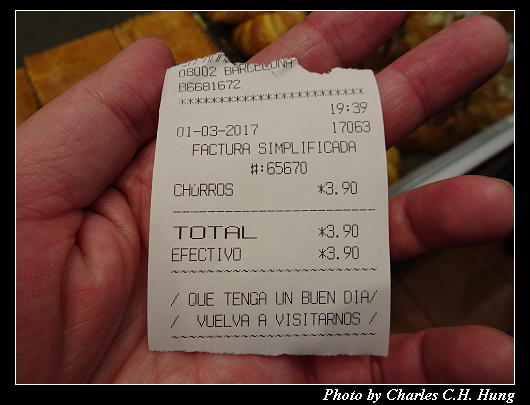 08002 BARCELONA
B6681672
*************************
19:39
01-03-2017 17063
FACTURA SIMPLIFICADA
#:65670
CHúRROS *3.90
-------------------------
TOTAL *3.90
EFECTIVO *3.90
~~~~~~~~~~~~~~~~~~~~~~~~~
/ QUE TENGA UN BUEN DIA/
/ VUELVA A VISITARNOS /
~~~~~~~~~~~~~~~~~~~~~~~~~
Photo by Charles C.H. Hung